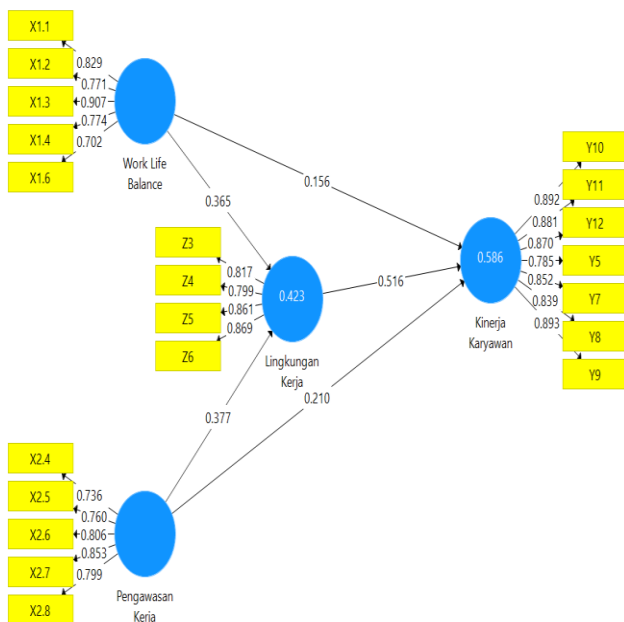 X1.1
X1.2
X1.3
X1.4
X1.6
0.829
0.771
0.907
0.774
0.702
Work Life
Balance
0.365
0.156
Z3
Z4
Z5
Z6
0.817
0.799
0.861
0.869
0.423
Lingkungan
Kerja
0.516
0.377
0.210
X2.4
X2.5
X2.6
X2.7
X2.8
0.736
0.760
0.806
0.853
0.799
Pengawasan
Kerja
0.586
Kinerja
Karyawan
0.892
0.881
0.870
0.785
0.852
0.839
0.893
Y10
Y11
Y12
Y5
Y7
Y8
Y9